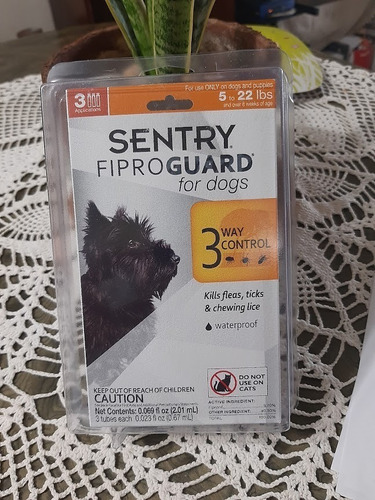 3
Applications
For use ONLY on dogs and puppies
5 to 22 lbs
and over 8 weeks of age
SENTRY
FIPROGUARD
for dogs
3 WAY
CONTROL
Kills fleas, ticks
& chewing lice
waterproof
DO NOT
USE ON
CATS
KEEP OUT OF REACH OF CHILDREN
CAUTION
Net Contents: 0.069 fl oz (2.01 mL)
3 tubes each, 0.023 fl oz (0.67 mL)
ACTIVE INGREDIENT:
OTHER INGREDIENTS: